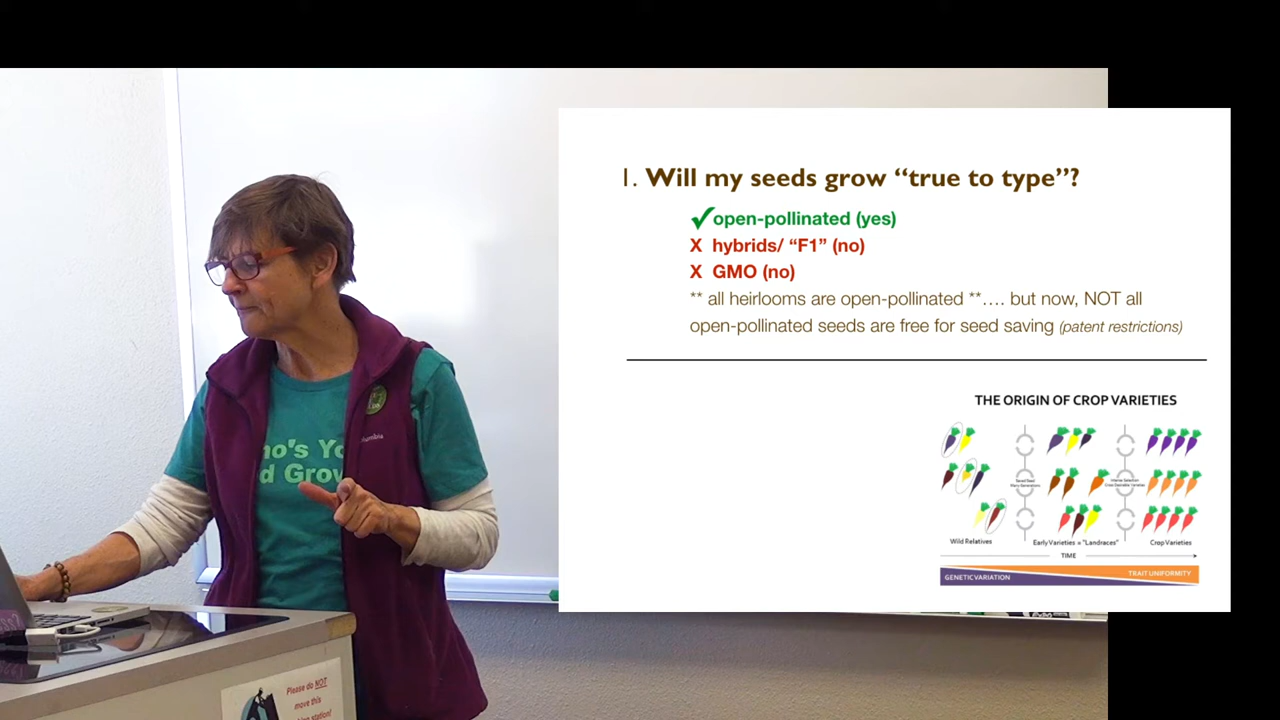 1. Will my seeds grow “true to type”?
✓open-pollinated (yes)
X hybrids/ “F1” (no)
X GMO (no)
** all heirlooms are open-pollinated **.... but now, NOT all
open-pollinated seeds are free for seed saving (patent restrictions)
THE ORIGIN OF CROP VARIETIES
Wild Relatives
Early Varieties = "Landraces"
Crop Varieties
TIME
GENETIC VARIATION
TRAIT UNIFORMITY
Please do NOT
move this